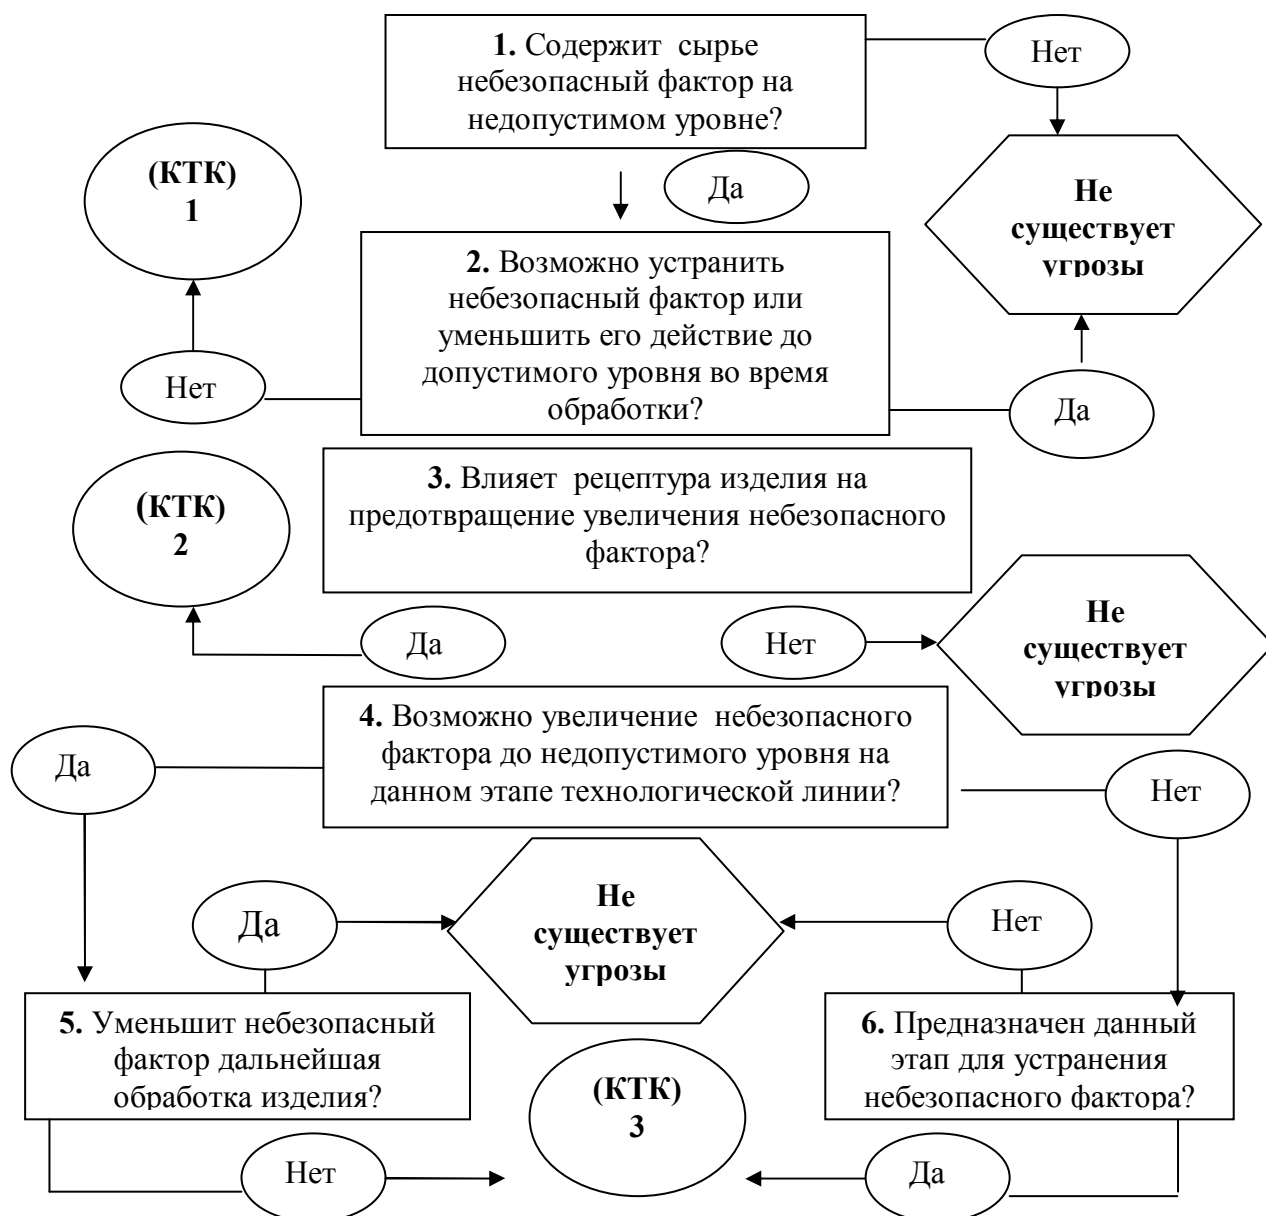 1. Содержит сырье
небезопасный фактор на
недопустимом уровне?
Нет
(КТК)
1
Да
Не
существует
угрозы
2. Возможно устранить
небезопасный фактор или
уменьшить его действие до
допустимого уровня во время
обработки?
Нет
Да
(КТК)
2
3. Влияет рецептура изделия на
предотвращение увеличения небезопасного
фактора?
Да
Нет
Не
существует
угрозы
4. Возможно увеличение небезопасного
фактора до недопустимого уровня на
данном этапе технологической линии?
Да
Нет
Да
Не
существует
угрозы
Нет
5. Уменьшит небезопасный
фактор дальнейшая
обработка изделия?
(КТК)
3
6. Предназначен данный
этап для устранения
небезопасного фактора?
Нет
Да